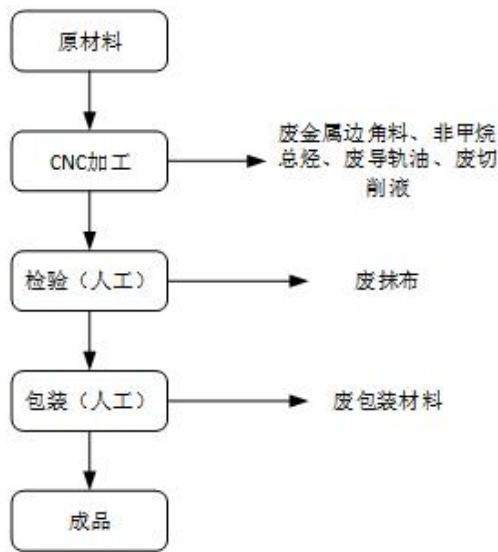 原材料
CNC加工
废金属边角料、非甲烷
总烃、废导轨油、废切
削液
检验（人工）
废抹布
包装（人工）
废包装材料
成品